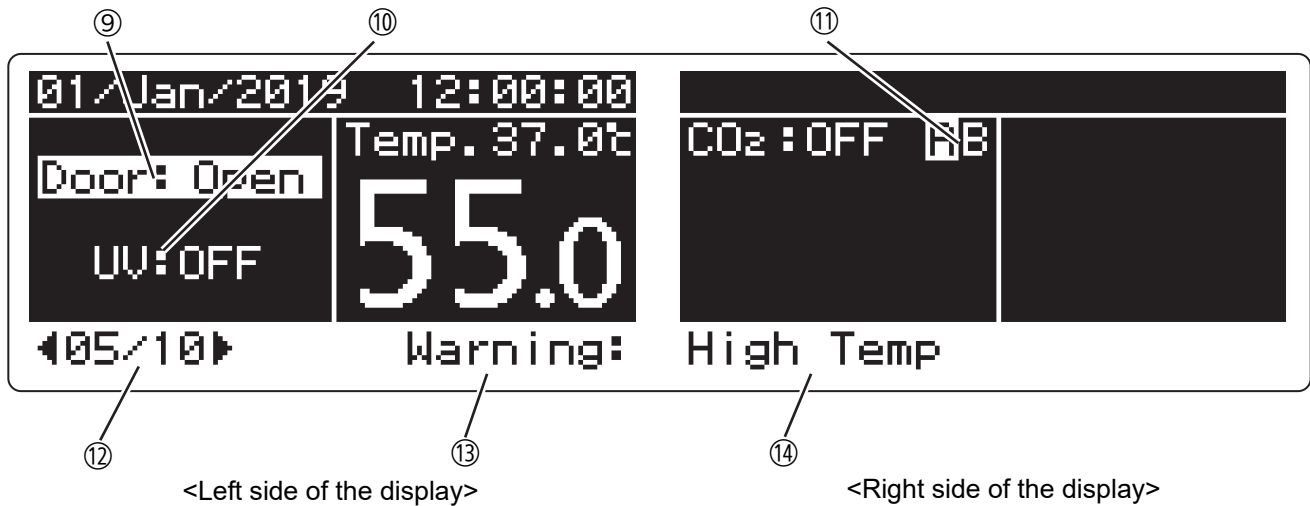 ⑨ ⑩ ⑪
01/Jan/2019 12:00:00
Temp.37.0℃ CO₂:OFF AB
Door: Open
55.0
UV:OFF
◀05/10▶ Warning: High Temp
⑫ ⑬ ⑭
<Left side of the display> <Right side of the display>